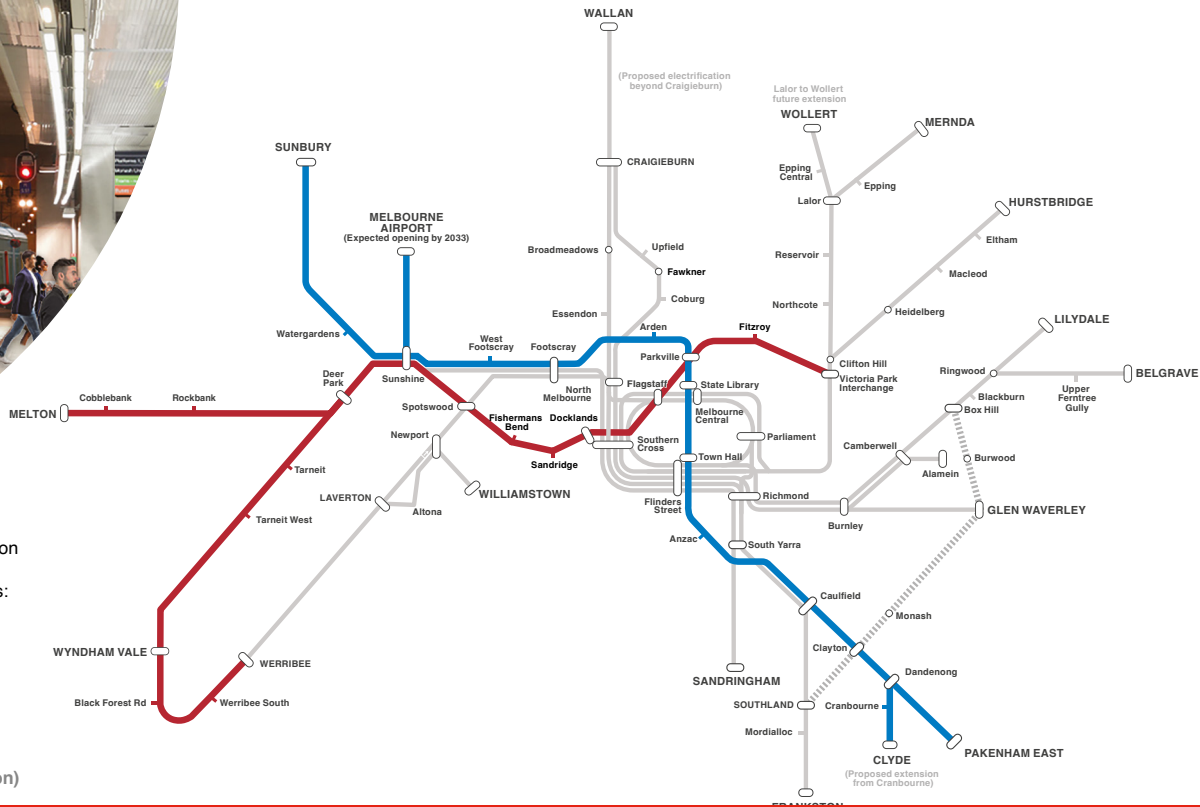 WALLAN
(Proposed electrification
beyond Craigieburn)
Lalor to Wollert
future extension
WOLLERT
MERNDA
SUNBURY
CRAIGIEBURN
Epping
Central
Epping
Lalor
HURSTBRIDGE
MELBOURNE
AIRPORT
(Expected opening by 2033)
Broadmeadows
Upfield
Fawkner
Coburg
Reservoir
Eltham
Macleod
Northcote
Heidelberg
Essendon
LILYDALE
Watergardens
West
Footscray
Footscray
Arden
Fitzroy
Parkville
Clifton Hill
Victoria Park
Interchange
Ringwood
BELGRAVE
Deer
Park
Sunshine
North
Melbourne
Flagstaff
State Library
Upper
Ferntree
Gully
Blackburn
Box Hill
MELTON
Cobblebank
Rockbank
Spotswood
Fishermans
Bend
Docklands
Melbourne
Central
Newport
Southern
Cross
Parliament
Camberwell
Sandridge
Town Hall
Burwood
Alamein
Tarneit
LAVERTON
WILLIAMSTOWN
Altona
Flinders
Street
Richmond
Burnley
GLEN WAVERLEY
Tarneit West
Anzac
South Yarra
on
s:
Caulfield
Monash
WYNDHAM VALE
WERRIBEE
Clayton
Dandenong
SANDRINGHAM
Black Forest Rd
Werribee South
SOUTHLAND
Cranbourne
Mordialloc
PAKENHAM EAST
CLYDE
(Proposed extension
from Cranbourne)
on)
FRANKSTON